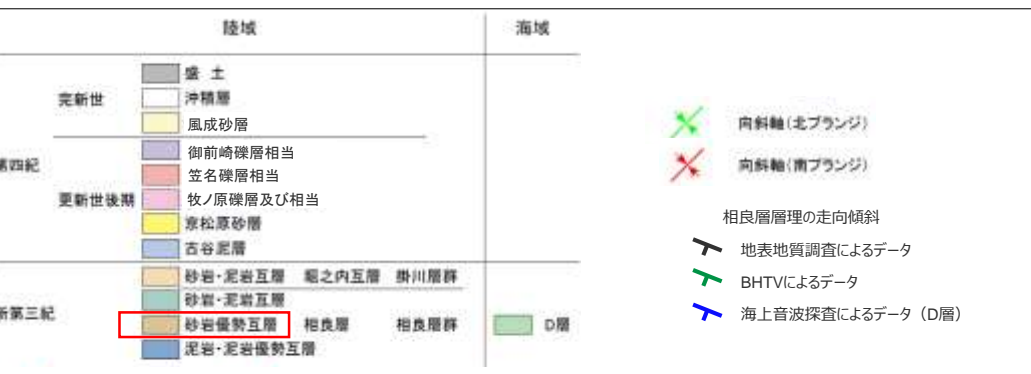 陸域 海域
盛土
完新世 沖積層
風成砂層
第四紀 御前崎礫層相当
笠名礫層相当
更新世後期 牧ノ原礫層及び相当
京松原砂層
古谷泥層
砂岩・泥岩互層 堀之内互層 掛川層群
新第三紀 砂岩・泥岩互層
砂岩優勢互層 相良層 相良層群 D層
泥岩・泥岩優勢互層
向斜軸(北プランジ)
向斜軸(南プランジ)
相良層層理の走向傾斜
地表地質調査によるデータ
BHTVによるデータ
海上音波探査によるデータ（D層）